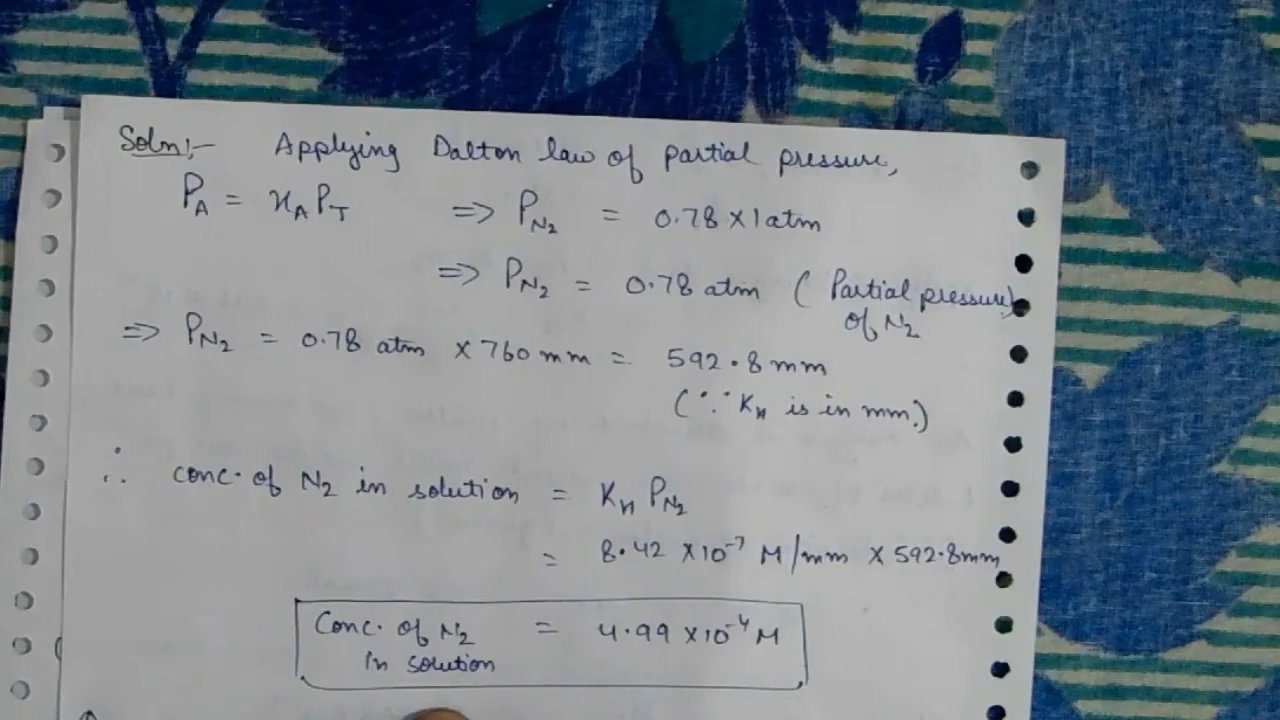 Soln:- Applying Dalton law of partial pressure,
P_A = x_A P_T => P_N₂ = 0.78 X 1 atm
=> P_N₂ = 0.78 atm ( Partial pressure)
of N₂
=> P_N₂ = 0.78 atm X 760 mm = 592.8 mm
(∵ K_H is in mm.)
∴ conc. of N₂ in solution = K_H P_N₂
= 8.42 X 10⁻⁷ M/mm X 592.8mm
Conc. of N₂ = 4.99 X 10⁻⁴ M
in solution